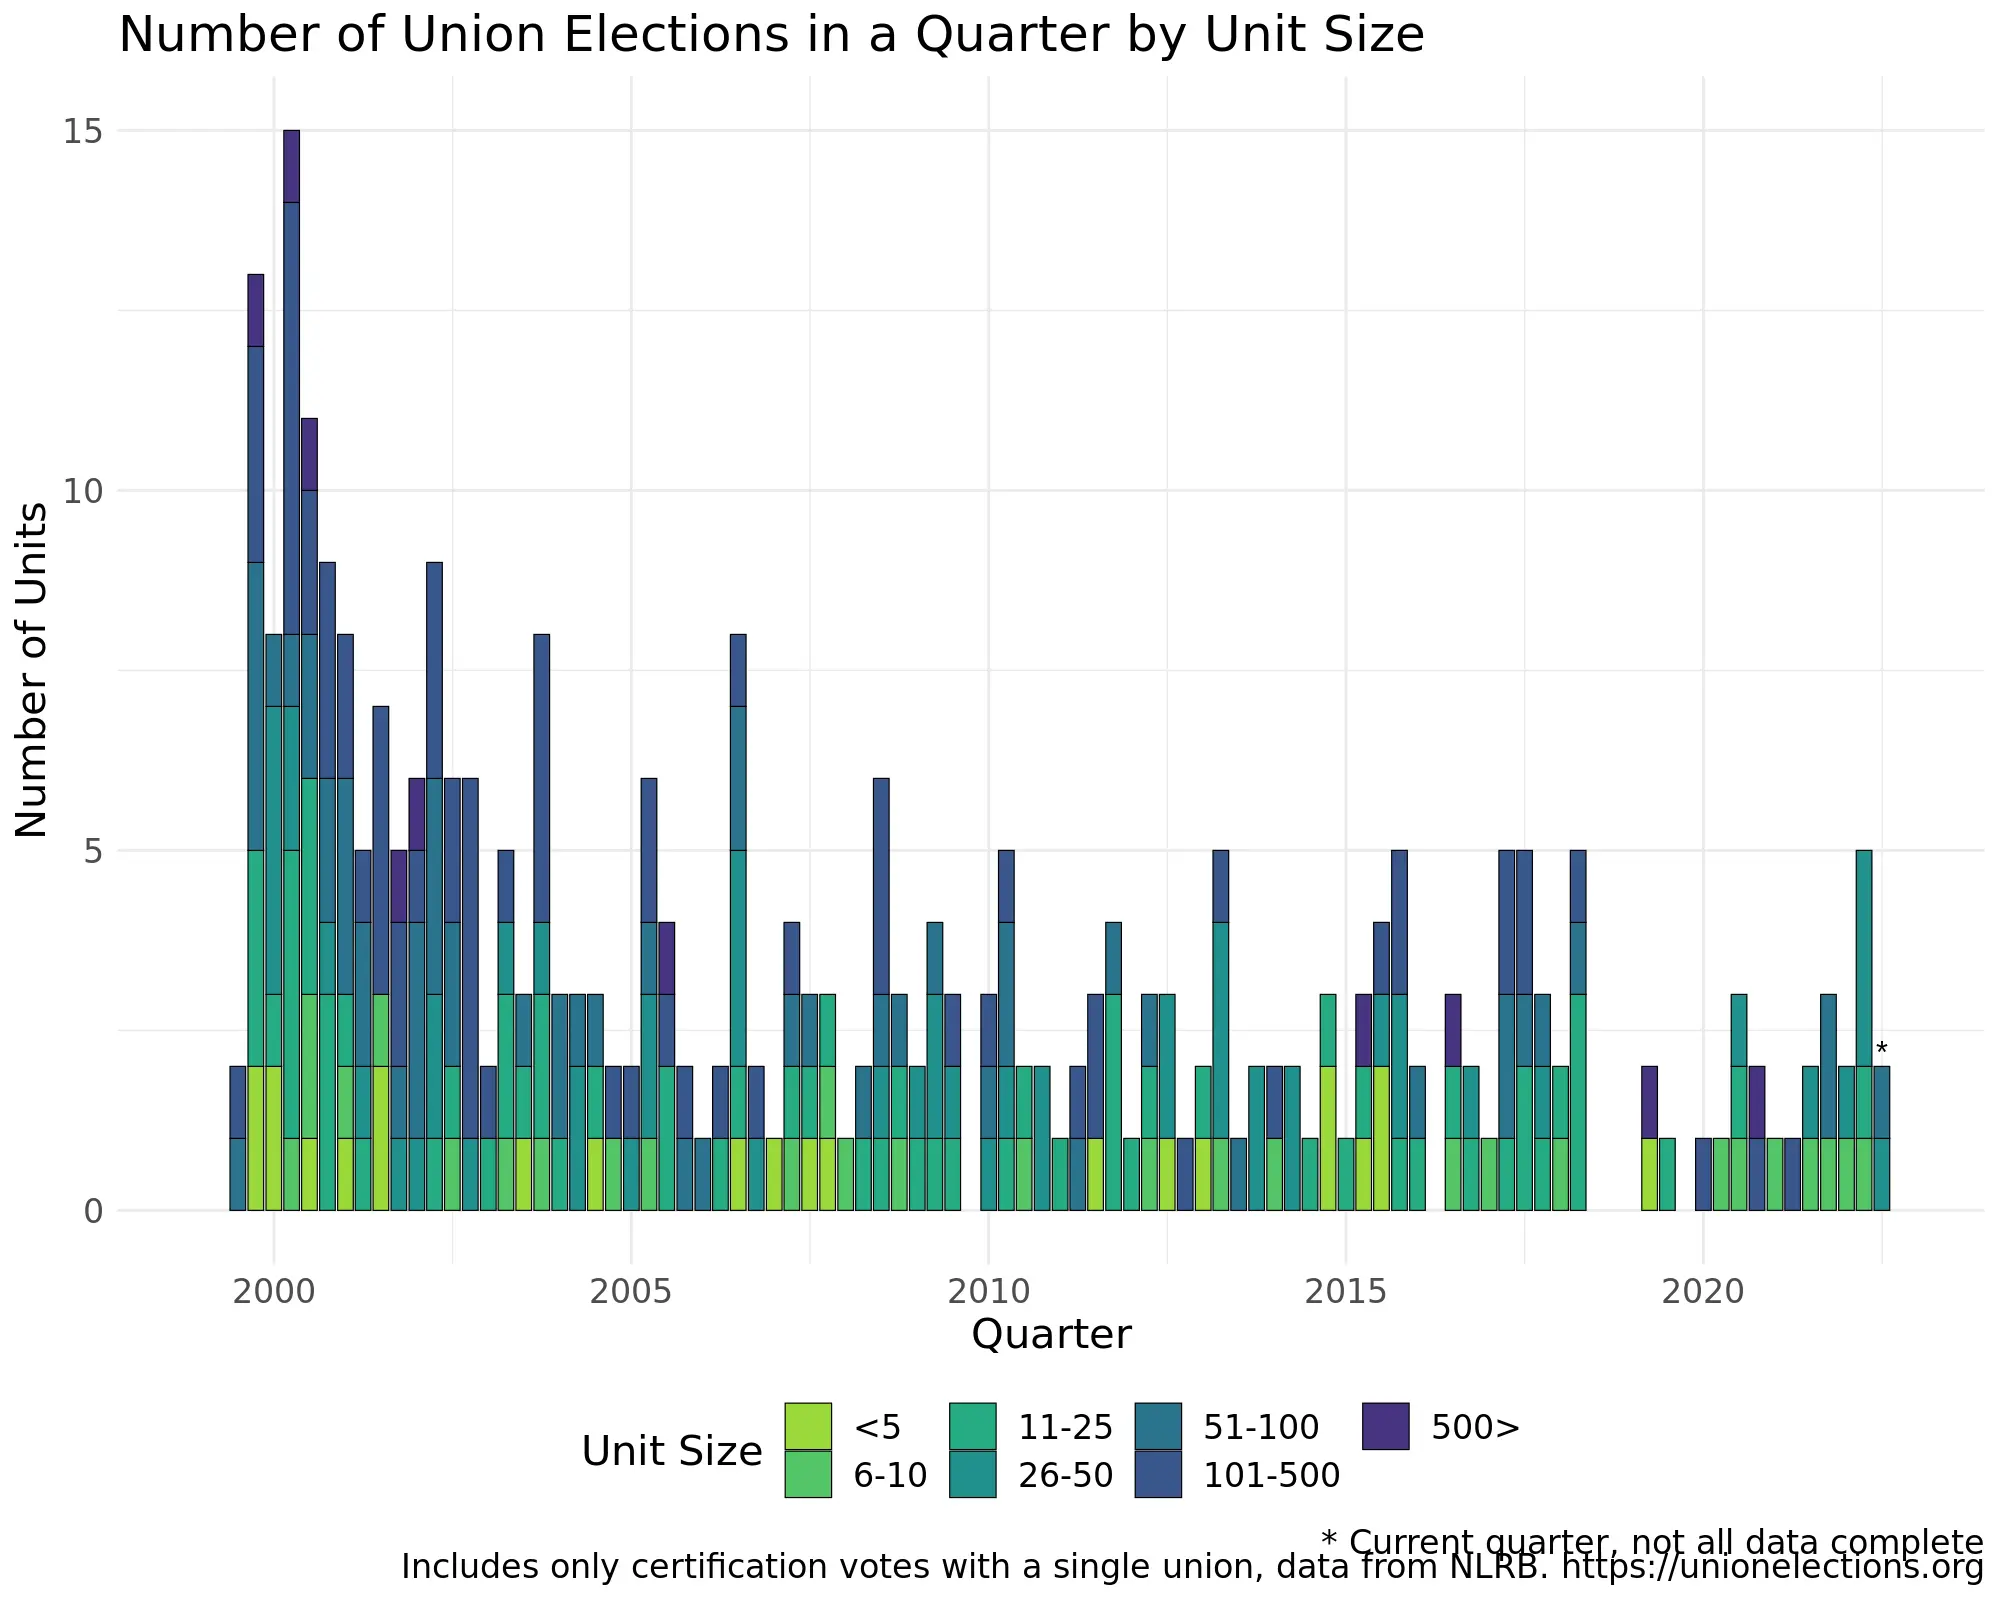 Number of Union Elections in a Quarter by Unit Size
Number of Units
15
10
5
0
*
2000 2005 2010 2015 2020
Quarter
Unit Size
<5 11-25 51-100 500>
6-10 26-50 101-500
* Current quarter, not all data complete
Includes only certification votes with a single union, data from NLRB. https://unionelections.org